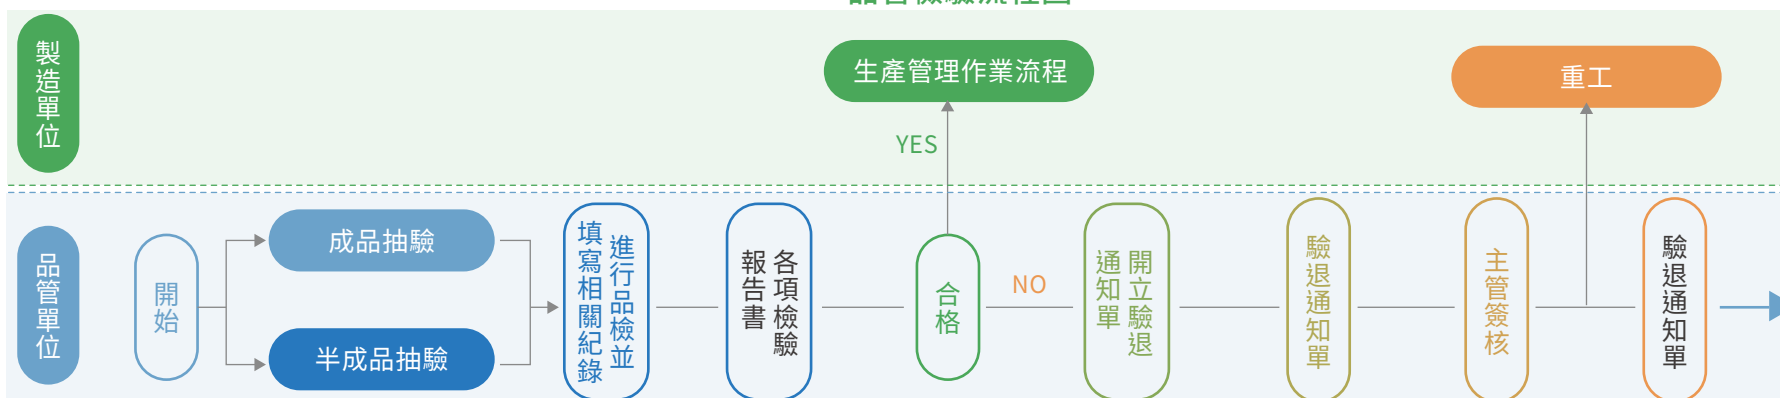 製造單位
生產管理作業流程
重工
YES
品管單位
開始
成品抽驗
半成品抽驗
進行品檢並
填寫相關紀錄
各項檢驗
報告書
合格
NO
開立驗退
通知單
驗退通知單
主管簽核
驗退通知單